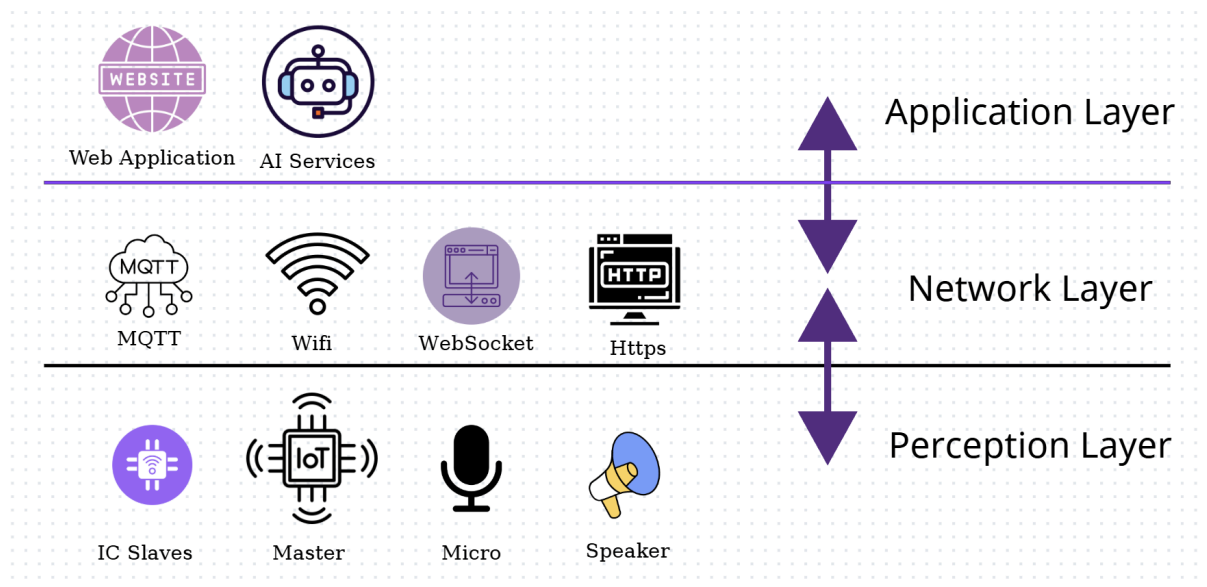 WEBSITE
Web Application
AI Services
Application Layer
MQTT
HTTP
MQTT
Wifi
WebSocket
Https
Network Layer
IoT
IC Slaves
Master
Micro
Speaker
Perception Layer